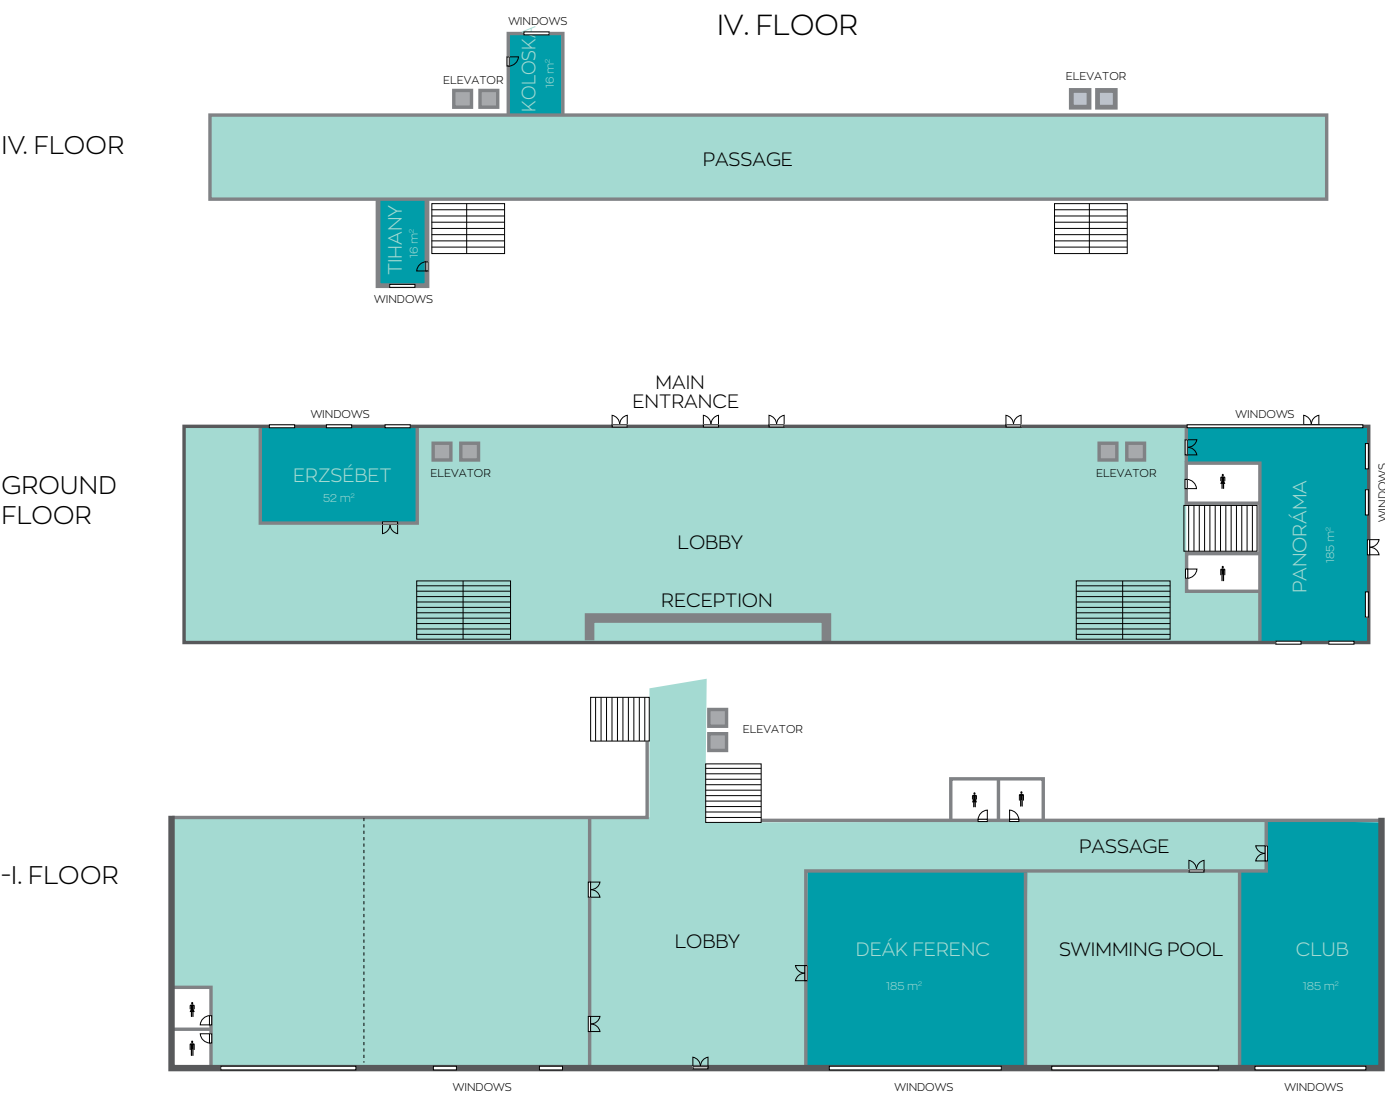 IV. FLOOR
WINDOWS
KOLOSKA
16 m²
ELEVATOR
ELEVATOR
IV. FLOOR
PASSAGE
TIHANY
16 m²
WINDOWS
MAIN
ENTRANCE
WINDOWS
WINDOWS
ERZSÉBET
52 m²
ELEVATOR
ELEVATOR
GROUND
FLOOR
WINDOWS
PANORÁMA
185 m²
LOBBY
RECEPTION
ELEVATOR
PASSAGE
-I. FLOOR
LOBBY
DEÁK FERENC
185 m²
SWIMMING POOL
CLUB
185 m²
WINDOWS
WINDOWS
WINDOWS